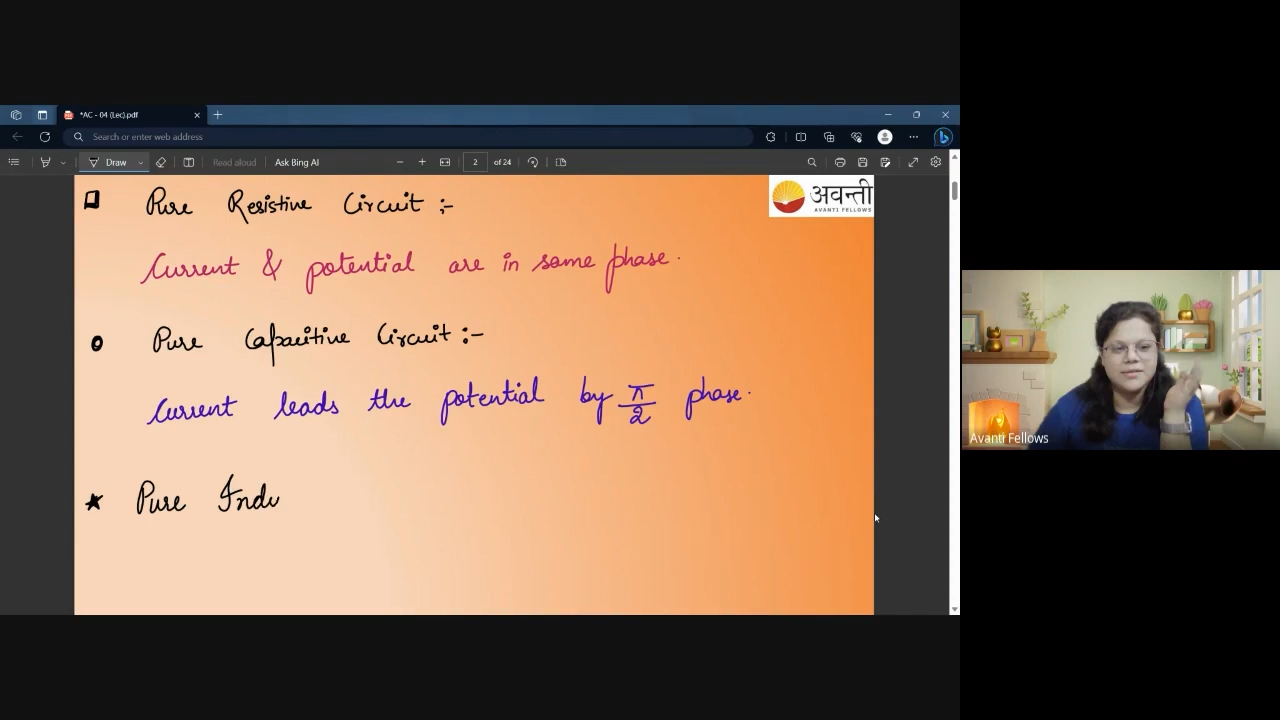 *AC - 04 (Lec).pdf
Search or enter web address
Draw
Read aloud
Ask Bing AI
2
of 24
अवन्ती
AVANTI FELLOWS
Pure Resistive Circuit :-
Current & potential are in same phase.
Pure Capacitive Circuit :-
Current leads the potential by π/2 phase.
Pure Indu
Avanti Fellows